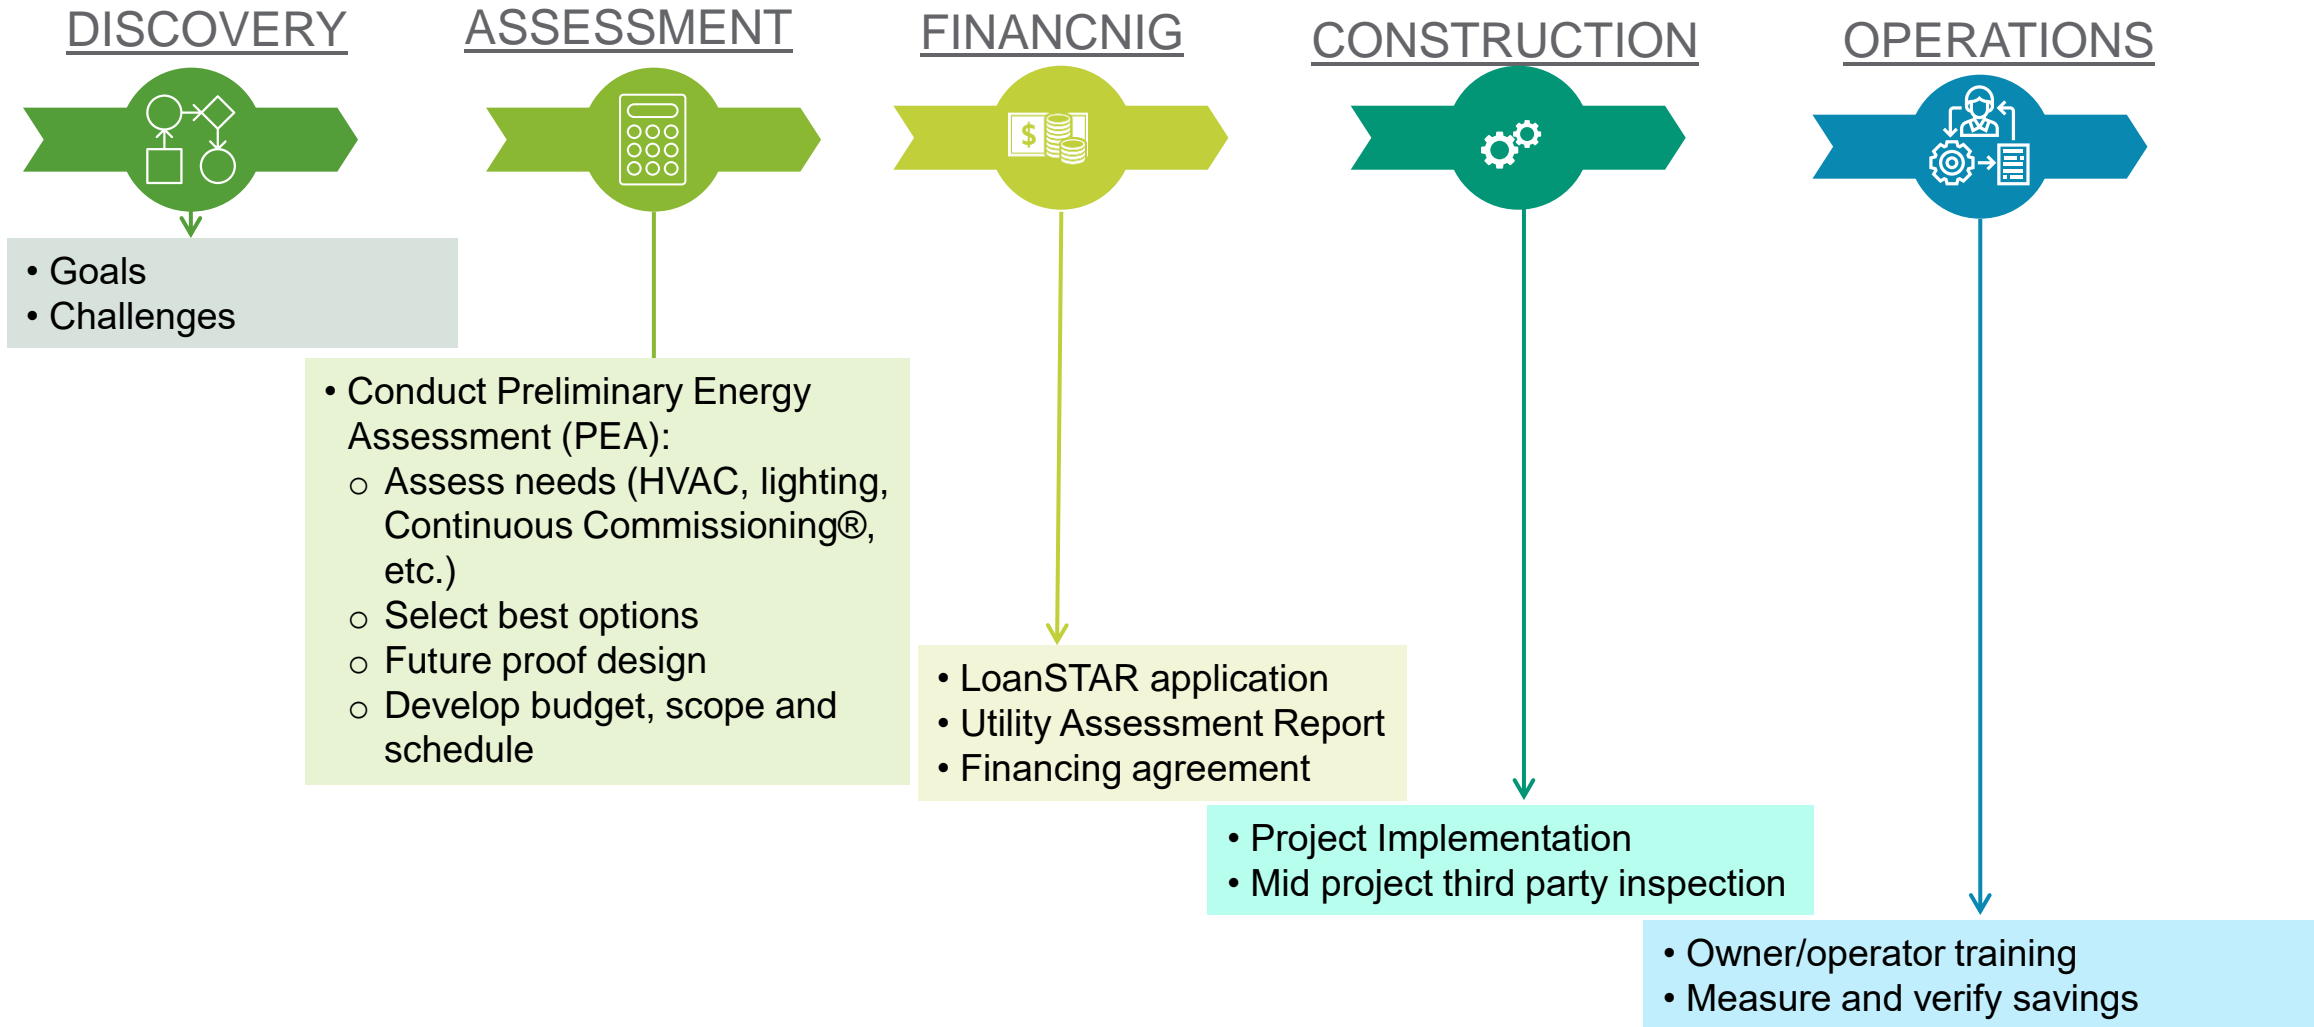 DISCOVERY
ASSESSMENT
FINANCNIG
CONSTRUCTION
OPERATIONS
$
• Goals
• Challenges
• Conduct Preliminary Energy
Assessment (PEA):
o Assess needs (HVAC, lighting,
Continuous Commissioning®,
etc.)
o Select best options
o Future proof design
o Develop budget, scope and
schedule
• LoanSTAR application
• Utility Assessment Report
• Financing agreement
• Project Implementation
• Mid project third party inspection
• Owner/operator training
• Measure and verify savings